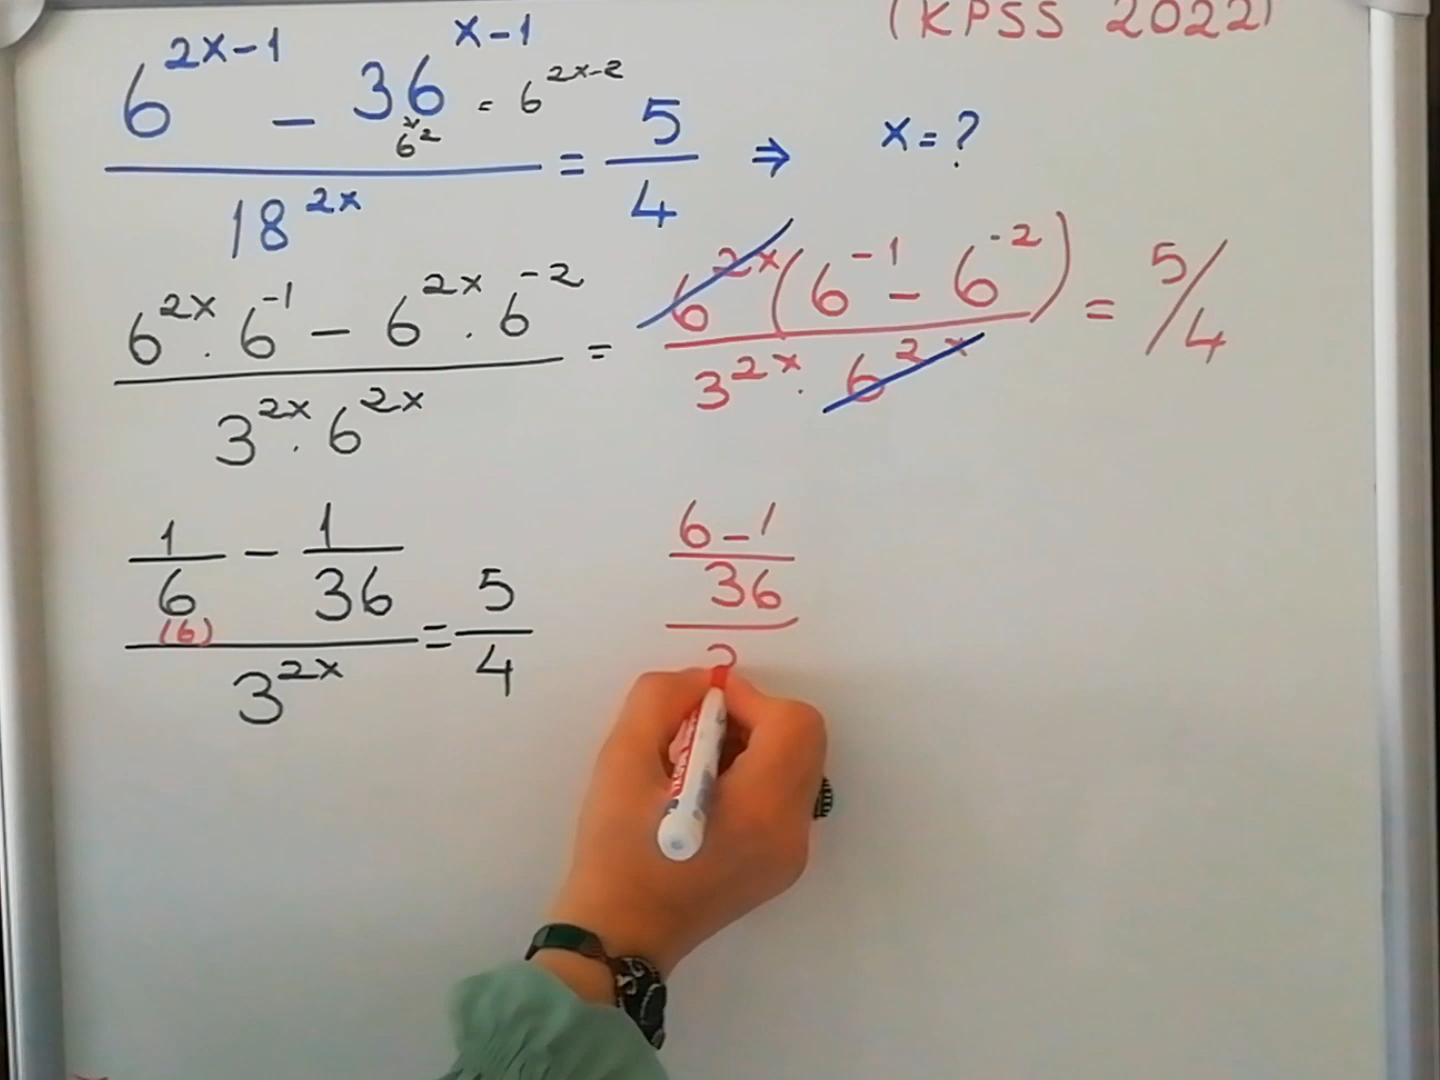 (KPSS 2022)
6^{2x-1} - 36^{x-1} = 6^{2x-2}
6^2
/ 18^{2x} = 5/4 ⇒ x = ?
(6^{2x} . 6^{-1} - 6^{2x} . 6^{-2}) / (3^{2x} . 6^{2x}) = 6^{2x} (6^{-1} - 6^{-2}) / (3^{2x} . 6^{2x}) = 5/4
(1/6 - 1/36) / 3^{2x} = 5/4
(6)
(6-1)/36